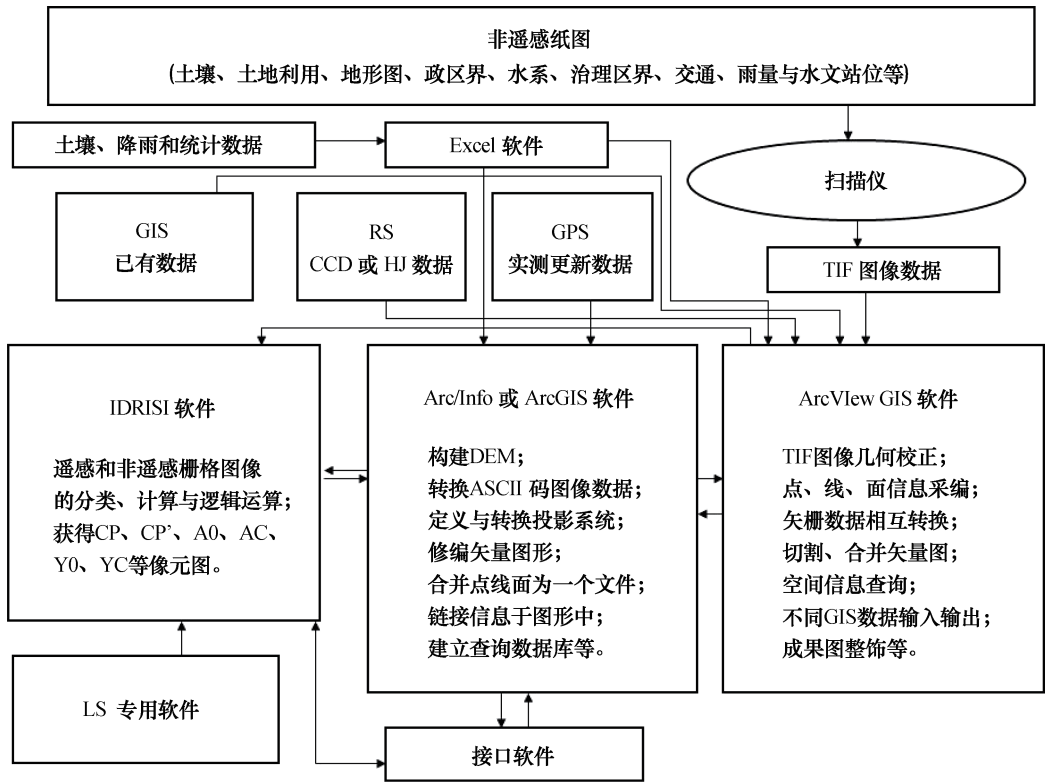 非遥感纸图
(土壤、土地利用、地形图、政区界、水系、治理区界、交通、雨量与水文站位等)
土壤、降雨和统计数据
Excel 软件
扫描仪
GIS
已有数据
RS
CCD 或 HJ 数据
GPS
实测更新数据
TIF 图像数据
IDRISI 软件
遥感和非遥感栅格图像
的分类、计算与逻辑运算；
获得CP、CP’、A0、AC、
Y0、YC等像元图。
Arc/Info 或 ArcGIS 软件
构建DEM；
转换ASCII 码图像数据；
定义与转换投影系统；
修编矢量图形；
合并点线面为一个文件；
链接信息于图形中；
建立查询数据库等。
ArcVIew GIS 软件
TIF图像几何校正；
点、线、面信息采编；
矢栅数据相互转换；
切割、合并矢量图；
空间信息查询；
不同GIS数据输入输出；
成果图整饰等。
LS 专用软件
接口软件